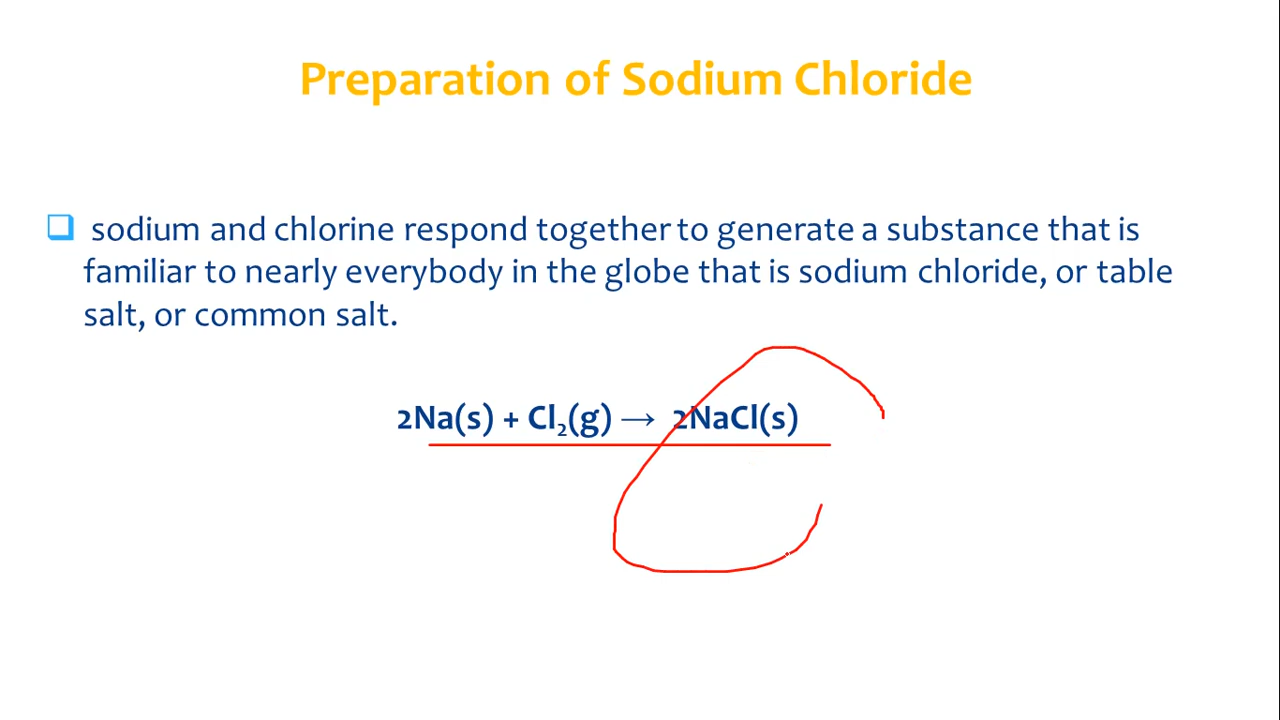 Preparation of Sodium Chloride
sodium and chlorine respond together to generate a substance that is
familiar to nearly everybody in the globe that is sodium chloride, or table
salt, or common salt.
2Na(s) + Cl₂(g) → 2NaCl(s)